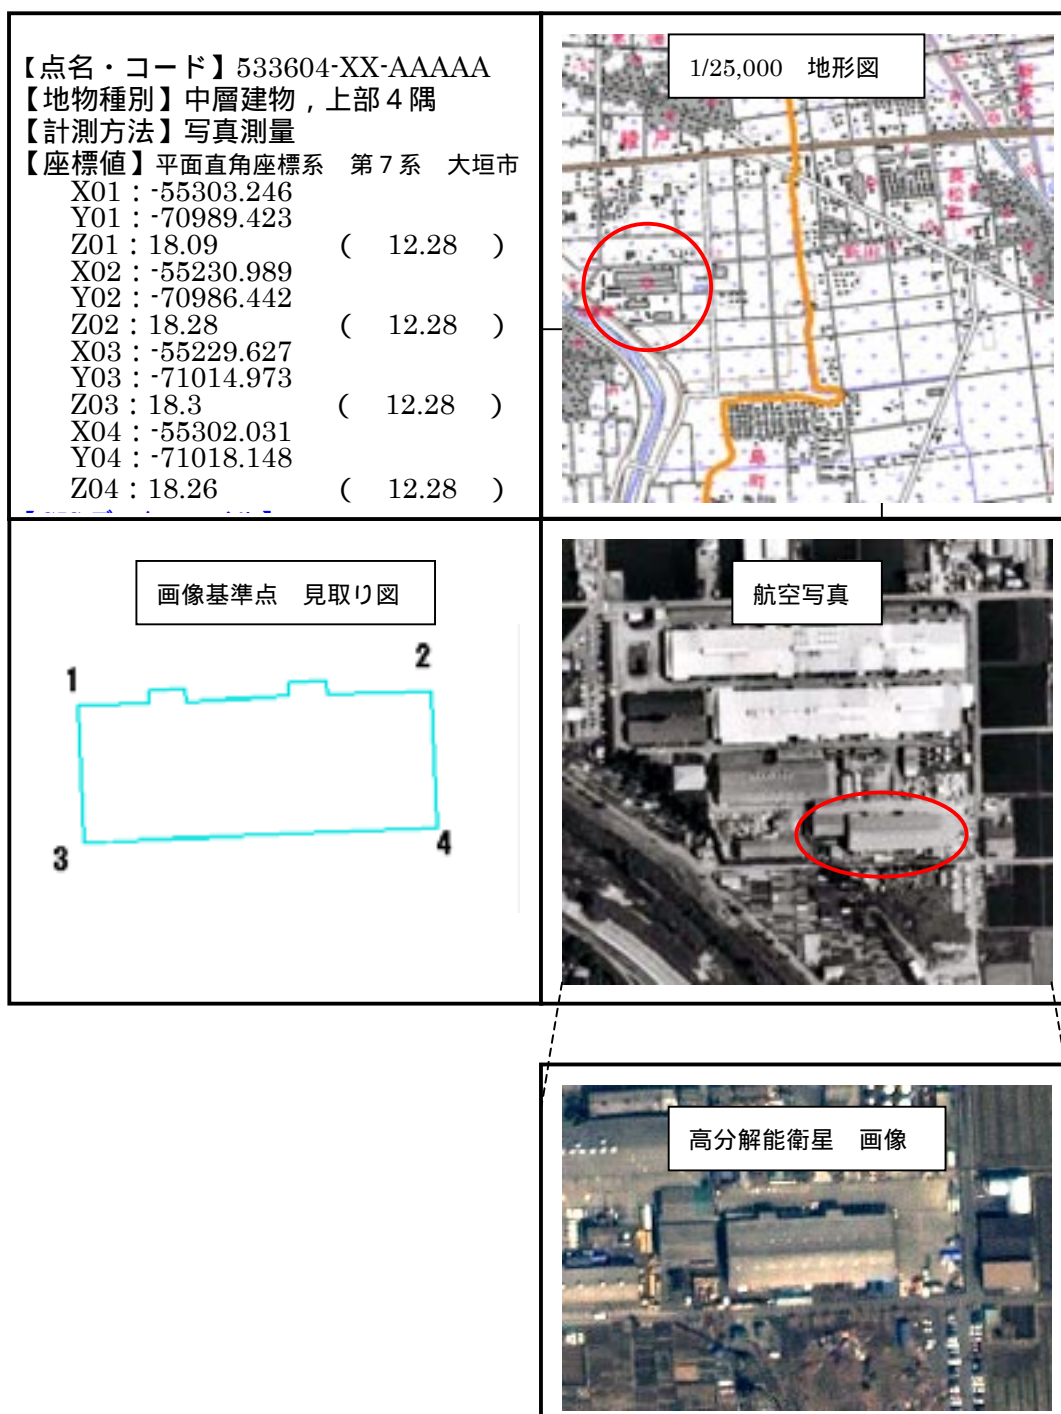 【点名・コード】533604-XX-AAAAA
【地物種別】中層建物，上部４隅
【計測方法】写真測量
【座標値】平面直角座標系　第７系　大垣市
X01：-55303.246
Y01：-70989.423
Z01：18.09 (　12.28　)
X02：-55230.989
Y02：-70986.442
Z02：18.28 (　12.28　)
X03：-55229.627
Y03：-71014.973
Z03：18.3 (　12.28　)
X04：-55302.031
Y04：-71018.148
Z04：18.26 (　12.28　)
1/25,000　地形図
島町
画像基準点　見取り図
1
2
3
4
航空写真
高分解能衛星　画像